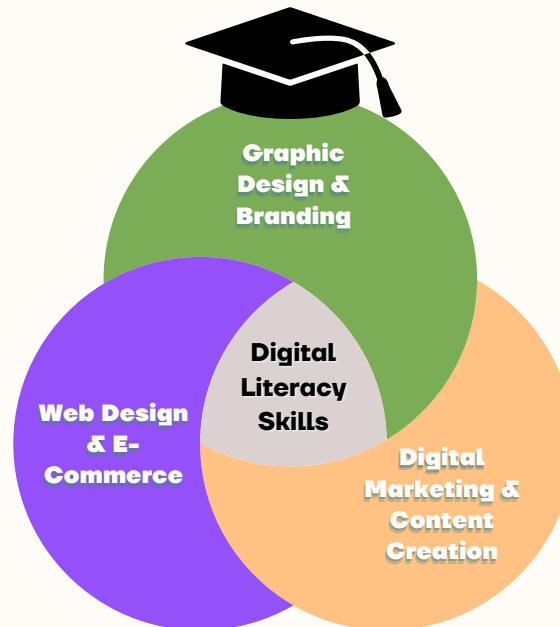 Graphic
Design &
Branding
Digital
Literacy
Skills
Web Design
& E-
Commerce
Digital
Marketing &
Content
Creation